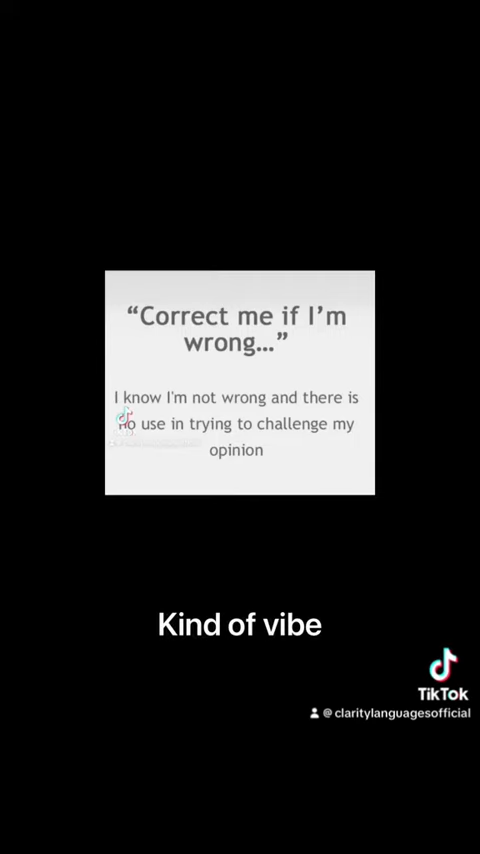 “Correct me if I’m
wrong…”
I know I'm not wrong and there is
no use in trying to challenge my
opinion
Kind of vibe
TikTok
@ claritylanguagesofficial